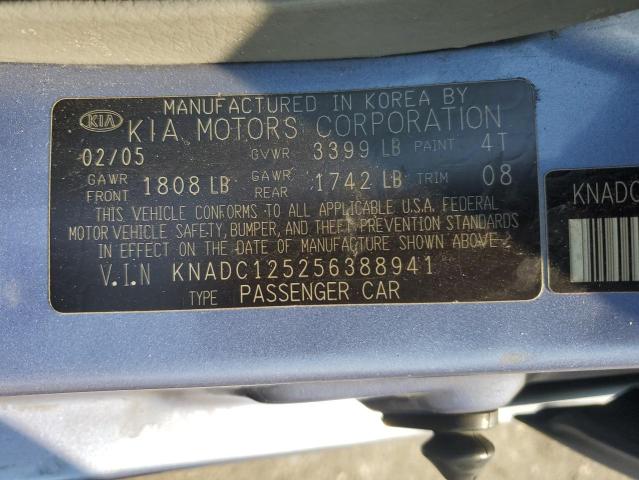 MANUFACTURED IN KOREA BY
KIA KIA MOTORS CORPORATION
02/05 GVWR 3399 LB PAINT 4T
GAWR FRONT 1808 LB GAWR REAR 1742 LB TRIM 08
THIS VEHICLE CONFORMS TO ALL APPLICABLE U.S.A. FEDERAL
MOTOR VEHICLE SAFETY, BUMPER, AND THEFT PREVENTION STANDARDS
IN EFFECT ON THE DATE OF MANUFACTURE SHOWN ABOVE.
V.I.N KNADC125256388941
TYPE PASSENGER CAR
KNADC